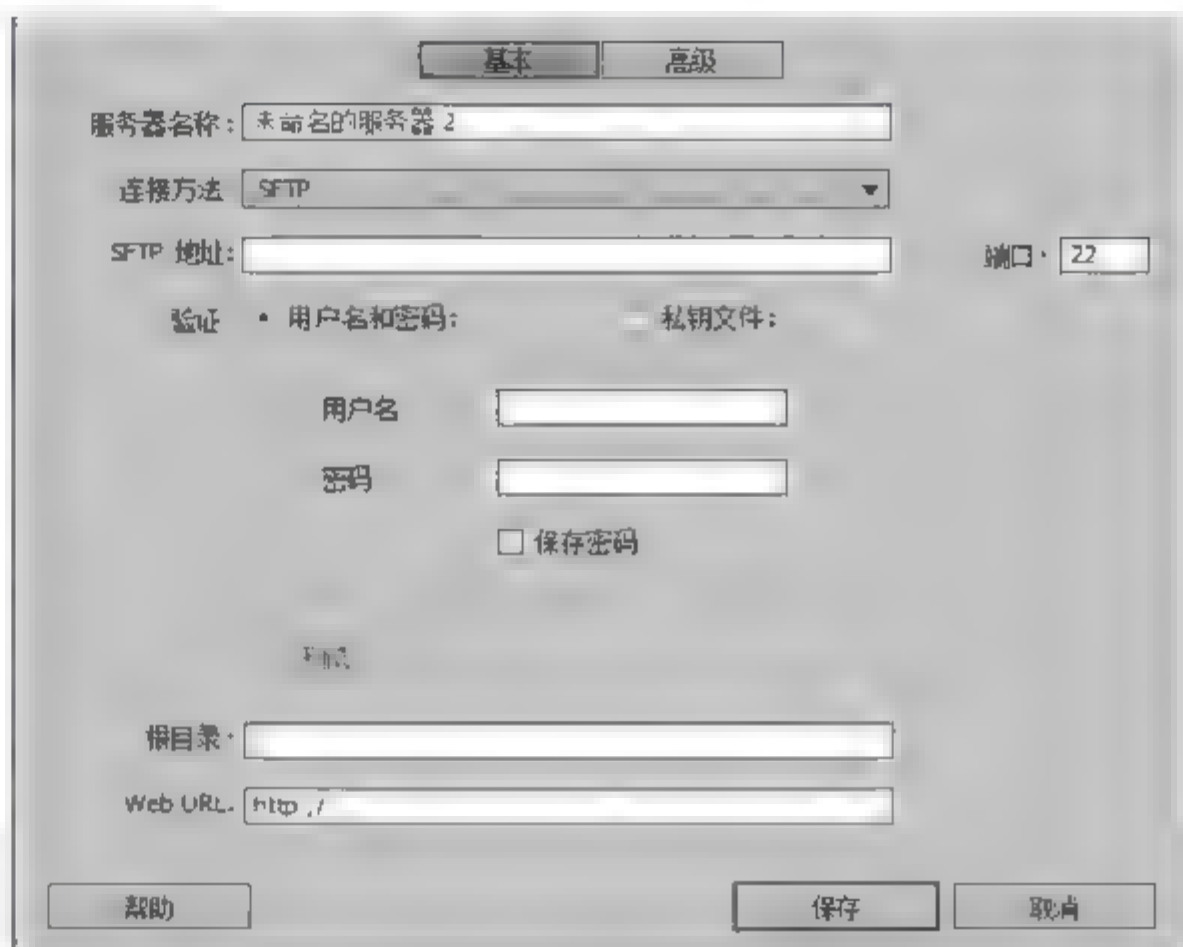 基本 高级
服务器名称: 未命名的服务器 2
连接方法 SFTP
SFTP 地址: 端口: 22
验证 用户名和密码: 私钥文件:
用户名
密码
保存密码
根目录:
Web URL: http://
帮助 保存 取消